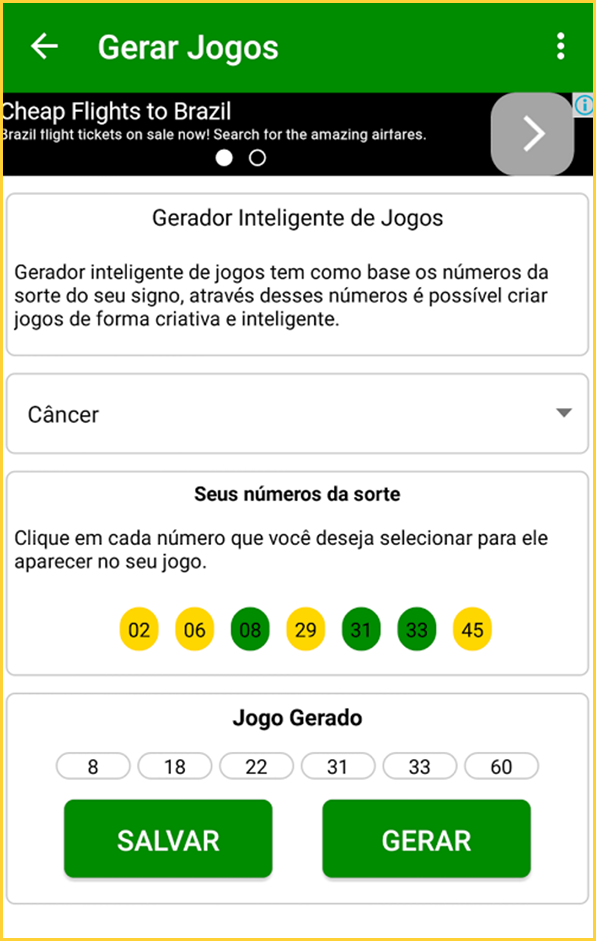 Gerar Jogos
Cheap Flights to Brazil
Brazil flight tickets on sale now! Search for the amazing airfares.
Gerador Inteligente de Jogos
Gerador inteligente de jogos tem como base os números da
sorte do seu signo, através desses números é possível criar
jogos de forma criativa e inteligente.
Câncer
Seus números da sorte
Clique em cada número que você deseja selecionar para ele
aparecer no seu jogo.
02 06 08 29 31 33 45
Jogo Gerado
8 18 22 31 33 60
SALVAR GERAR